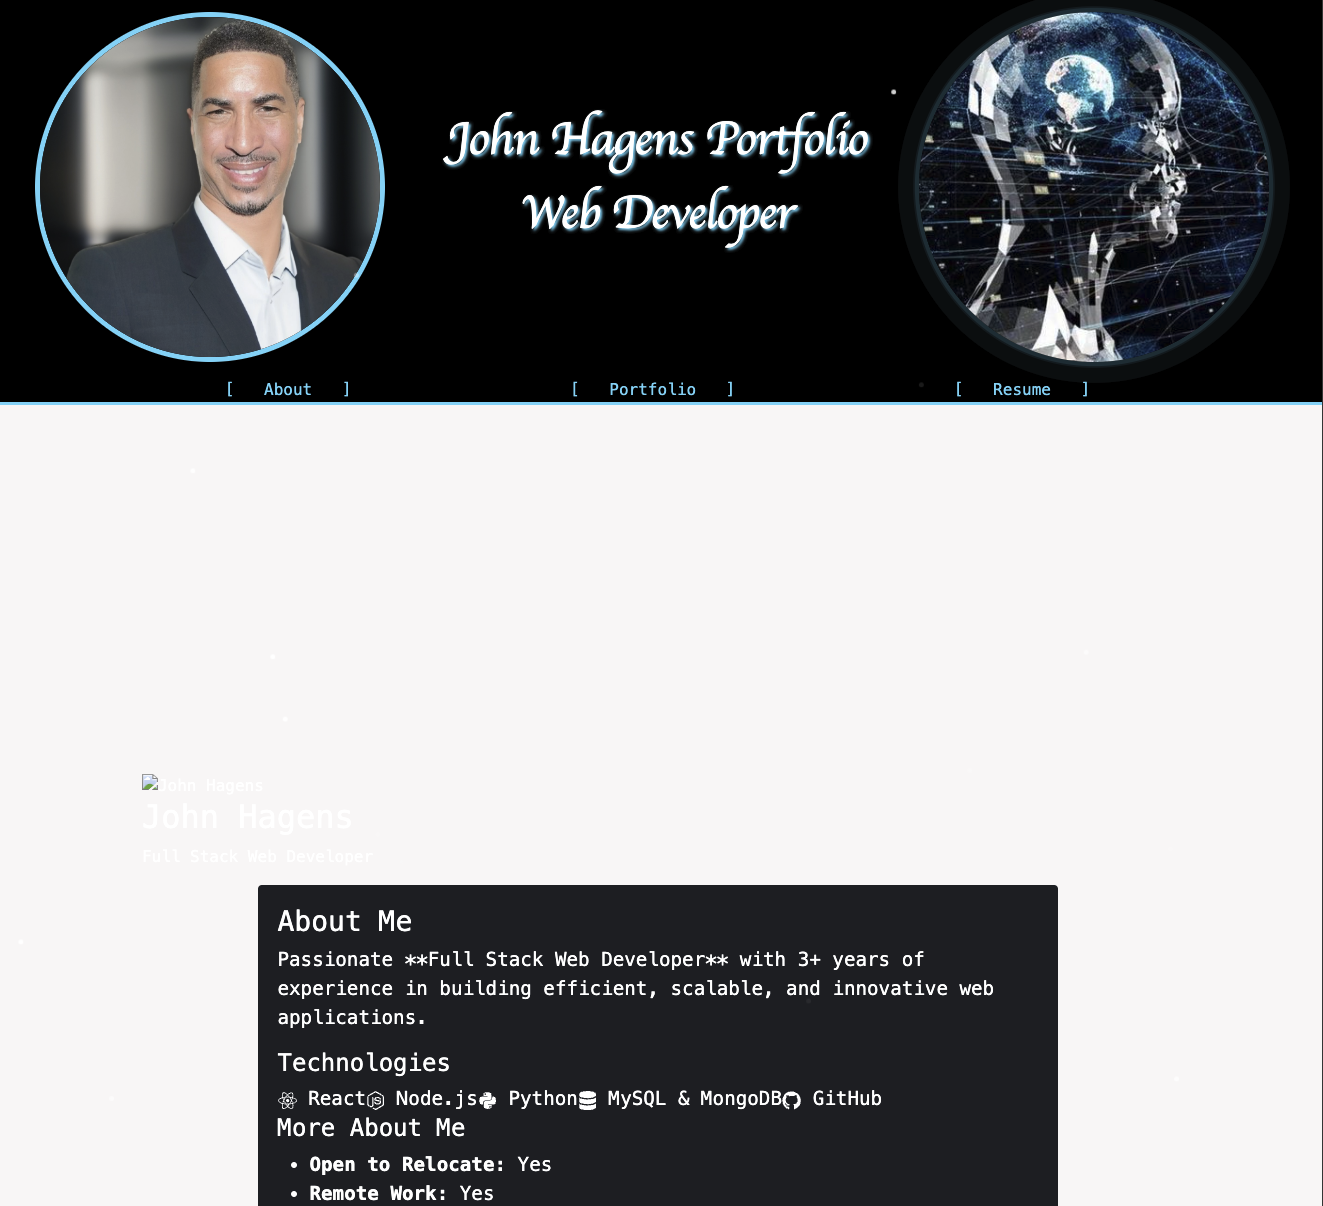 John Hagens Portfolio
Web Developer
[ About ] [ Portfolio ] [ Resume ]
John Hagens
John Hagens
Full Stack Web Developer
About Me
Passionate **Full Stack Web Developer** with 3+ years of
experience in building efficient, scalable, and innovative web
applications.
Technologies
React Node.js Python MySQL & MongoDB GitHub
More About Me
• Open to Relocate: Yes
• Remote Work: Yes